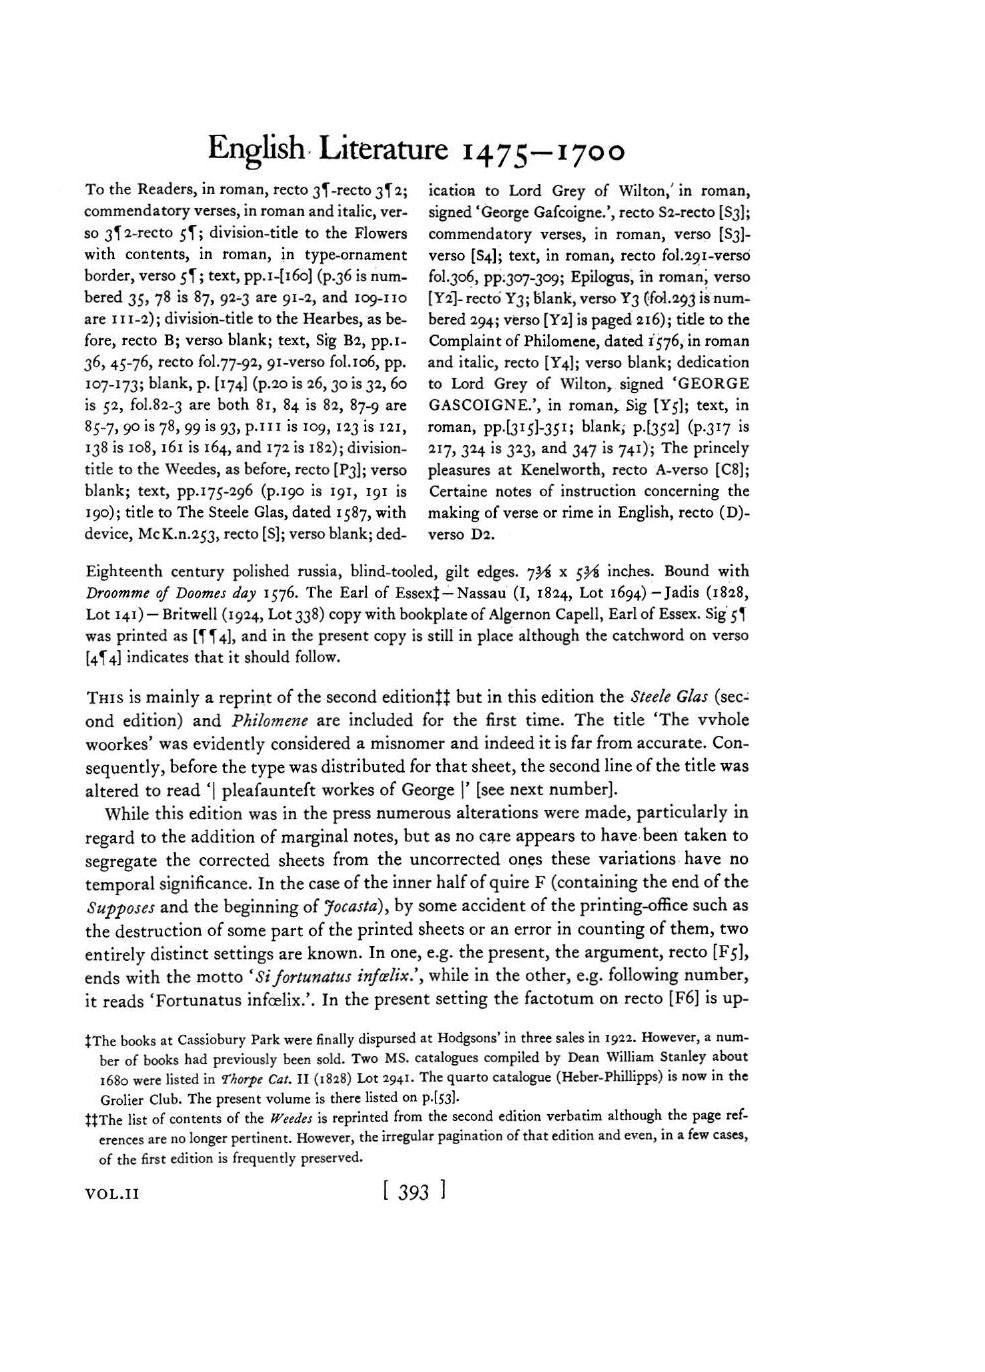 English Literature 1475–1700
To the Readers, in roman, recto 3¶-recto 3¶2;
commendatory verses, in roman and italic, ver-
so 3¶2-recto 5¶; division-title to the Flowers
with contents, in roman, in type-ornament
border, verso 5¶; text, pp.1-[160] (p.36 is num-
bered 35, 78 is 87, 92-3 are 91-2, and 109-110
are 111-2); division-title to the Hearbes, as be-
fore, recto B; verso blank; text, Sig B2, pp.1-
36, 45-76, recto fol.77-92, 91-verso fol.106, pp.
107-173; blank, p. [174] (p.20 is 26, 30 is 32, 60
is 52, fol.82-3 are both 81, 84 is 82, 87-9 are
85-7, 90 is 78, 99 is 93, p.111 is 109, 123 is 121,
138 is 108, 161 is 164, and 172 is 182); division-
title to the Weedes, as before, recto [P3]; verso
blank; text, pp.175-296 (p.190 is 191, 191 is
190); title to The Steele Glas, dated 1587, with
device, McK.n.253, recto [S]; verso blank; ded-
ication to Lord Grey of Wilton, in roman,
signed ‘George Gaſcoigne.’, recto S2-recto [S3];
commendatory verses, in roman, verso [S3]-
verso [S4]; text, in roman, recto fol.291-verso
fol.306, pp.307-309; Epilogus, in roman, verso
[Y2]-recto Y3; blank, verso Y3 (fol.293 is num-
bered 294; verso [Y2] is paged 216); title to the
Complaint of Philomene, dated 1576, in roman
and italic, recto [Y4]; verso blank; dedication
to Lord Grey of Wilton, signed ‘GEORGE
GASCOIGNE.’, in roman, Sig [Y5]; text, in
roman, pp.[315]-351; blank, p.[352] (p.317 is
217, 324 is 323, and 347 is 741); The princely
pleasures at Kenelworth, recto A-verso [C8];
Certaine notes of instruction concerning the
making of verse or rime in English, recto (D)-
verso D2.
Eighteenth century polished russia, blind-tooled, gilt edges. 7⅜ x 5⅜ inches. Bound with
Droomme of Doomes day 1576. The Earl of Essex‡—Nassau (I, 1824, Lot 1694)—Jadis (1828,
Lot 141)—Britwell (1924, Lot 338) copy with bookplate of Algernon Capell, Earl of Essex. Sig 5¶
was printed as [¶¶4], and in the present copy is still in place although the catchword on verso
[4¶4] indicates that it should follow.
THIS is mainly a reprint of the second edition‡‡ but in this edition the Steele Glas (sec-
ond edition) and Philomene are included for the first time. The title ‘The vvhole
woorkes’ was evidently considered a misnomer and indeed it is far from accurate. Con-
sequently, before the type was distributed for that sheet, the second line of the title was
altered to read ‘| pleaſaunteſt workes of George |’ [see next number].
While this edition was in the press numerous alterations were made, particularly in
regard to the addition of marginal notes, but as no care appears to have been taken to
segregate the corrected sheets from the uncorrected ones these variations have no
temporal significance. In the case of the inner half of quire F (containing the end of the
Supposes and the beginning of Jocasta), by some accident of the printing-office such as
the destruction of some part of the printed sheets or an error in counting of them, two
entirely distinct settings are known. In one, e.g. the present, the argument, recto [F5],
ends with the motto ‘Si fortunatus infœlix.’, while in the other, e.g. following number,
it reads ‘Fortunatus infœlix.’. In the present setting the factotum on recto [F6] is up-
‡The books at Cassiobury Park were finally dispursed at Hodgsons' in three sales in 1922. However, a num-
ber of books had previously been sold. Two MS. catalogues compiled by Dean William Stanley about
1680 were listed in Thorpe Cat. II (1828) Lot 2941. The quarto catalogue (Heber-Phillipps) is now in the
Grolier Club. The present volume is there listed on p.[53].
‡‡The list of contents of the Weedes is reprinted from the second edition verbatim although the page ref-
erences are no longer pertinent. However, the irregular pagination of that edition and even, in a few cases,
of the first edition is frequently preserved.
VOL.II [ 393 ]